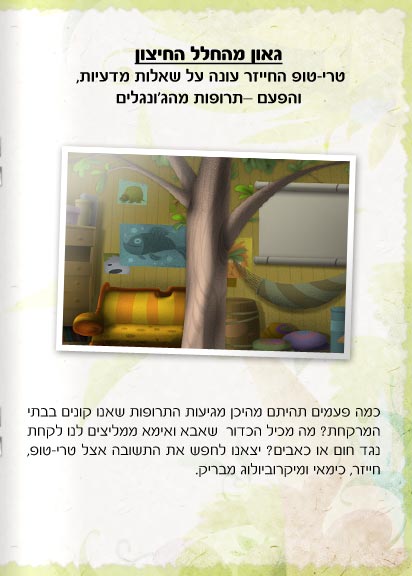 גאון מהחלל החיצון
טרי-טופ החייזר עונה על שאלות מדעיות,
והפעם –תרופות מהג'ונגלים
כמה פעמים תהיתם מהיכן מגיעות התרופות שאנו קונים בבתי
המרקחת? מה מכיל הכדור שאבא ואימא ממליצים לנו לקחת
נגד חום או כאבים? יצאנו לחפש את התשובה אצל טרי-טופ,
חייזר, כימאי ומיקרוביולוג מבריק.